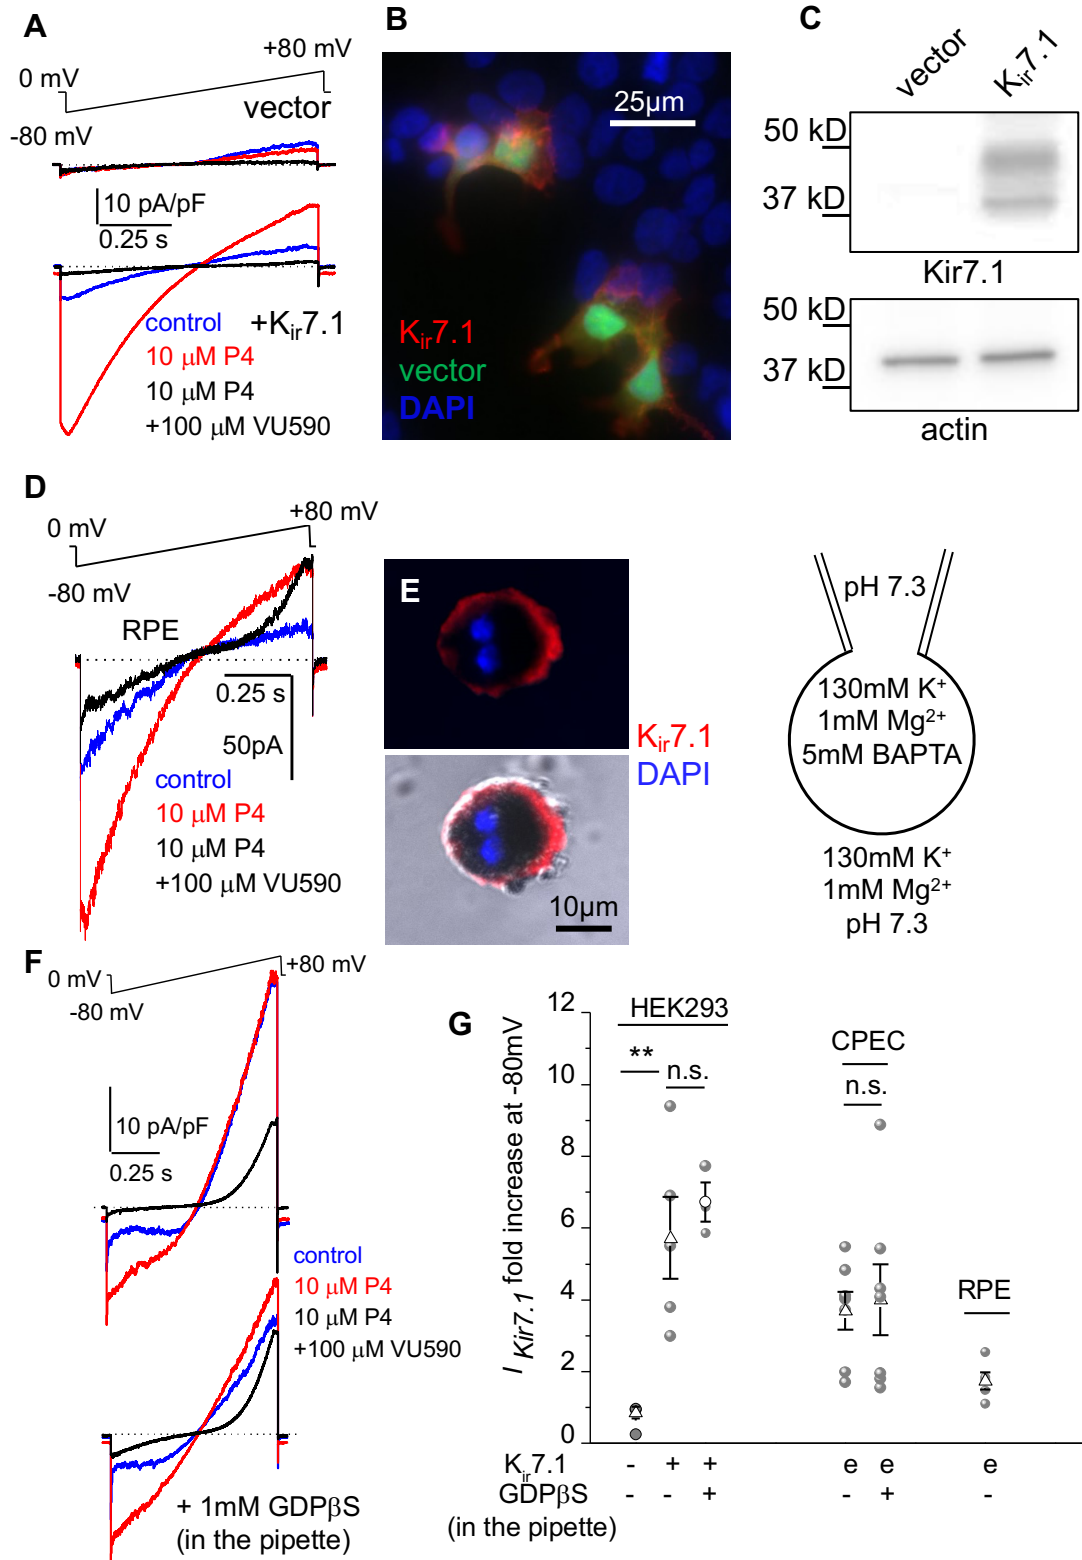 A
+80 mV
0 mV
vector
-80 mV
10 pA/pF
0.25 s
control
+Kir7.1
10 μM P4
10 μM P4
+100 μM VU590
B
25μm
Kir7.1
vector
DAPI
C
vector
Kir7.1
50 kD
37 kD
Kir7.1
50 kD
37 kD
actin
D
+80 mV
0 mV
-80 mV
RPE
0.25 s
50pA
control
10 μM P4
10 μM P4
+100 μM VU590
E
Kir7.1
DAPI
10μm
pH 7.3
130mM K+
1mM Mg2+
5mM BAPTA
130mM K+
1mM Mg2+
pH 7.3
F
+80 mV
0 mV
-80 mV
10 pA/pF
0.25 s
control
10 μM P4
10 μM P4
+100 μM VU590
+ 1mM GDPβS
(in the pipette)
G
I Kir7.1 fold increase at -80mV
12
10
8
6
4
2
0
HEK293
**
n.s.
CPEC
n.s.
RPE
Kir7.1 - + + e e e
GDPβS - - + - + -
(in the pipette)